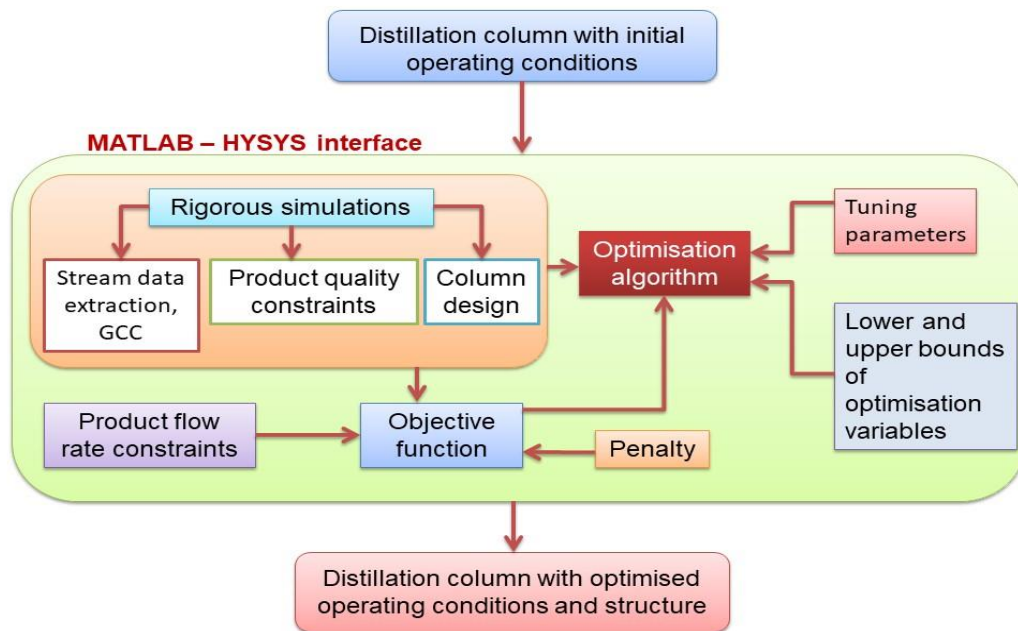 Distillation column with initial
operating conditions
MATLAB – HYSYS interface
Rigorous simulations
Stream data
extraction,
GCC
Product quality
constraints
Column
design
Optimisation
algorithm
Tuning
parameters
Lower and
upper bounds
of
optimisation
variables
Product flow
rate constraints
Objective
function
Penalty
Distillation column with optimised
operating conditions and structure